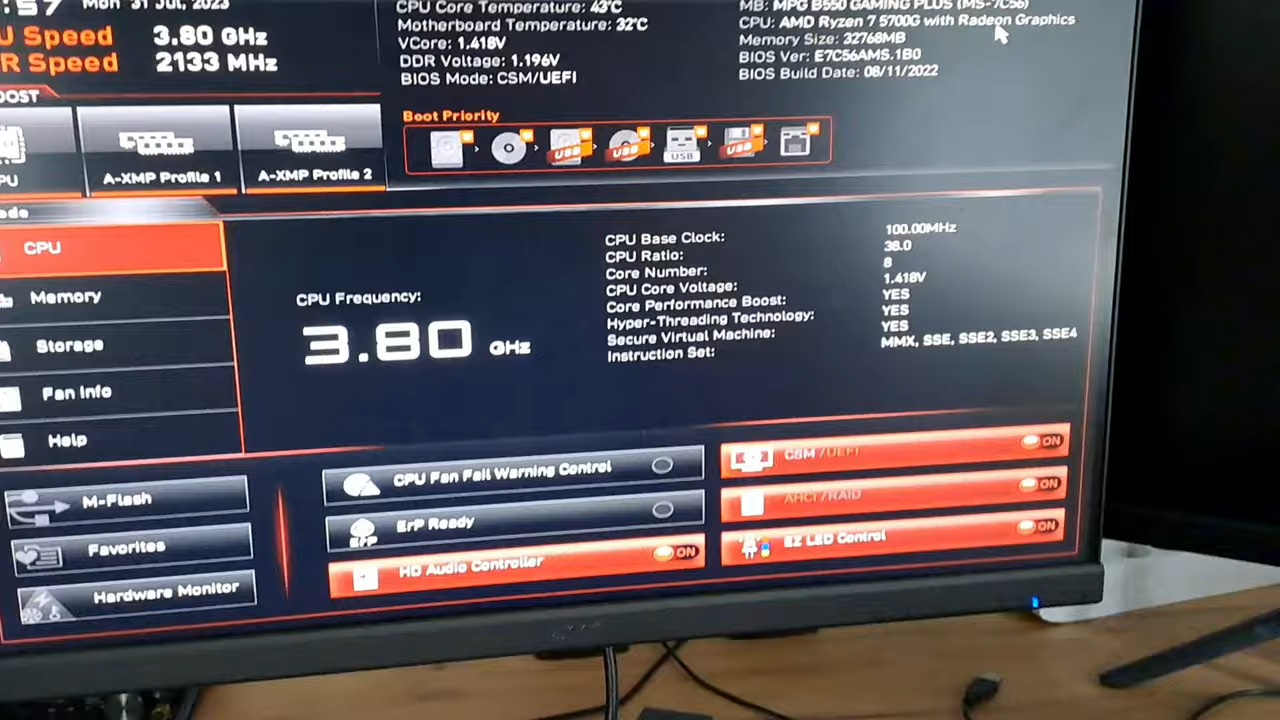 :57 Mon 31 Jul, 2023
U Speed 3.80 GHz
R Speed 2133 MHz
CPU Core Temperature: 43°C
Motherboard Temperature: 32°C
VCore: 1.418V
DDR Voltage: 1.196V
BIOS Mode: CSM/UEFI
MB: MPG B550 GAMING PLUS (MS-7C56)
CPU: AMD Ryzen 7 5700G with Radeon Graphics
Memory Size: 32768MB
BIOS Ver: E7C56AMS.1B0
BIOS Build Date: 08/11/2022
OOST
PU
A-XMP Profile 1
A-XMP Profile 2
Boot Priority
USB
USB
USB
USB
ode
CPU
Memory
Storage
Fan Info
Help
CPU Frequency:
3.80 GHz
CPU Base Clock: 100.00MHz
CPU Ratio: 38.0
Core Number: 8
CPU Core Voltage: 1.418V
Core Performance Boost: YES
Hyper-Threading Technology: YES
Secure Virtual Machine: YES
Instruction Set: MMX, SSE, SSE2, SSE3, SSE4
M-Flash
Favorites
Hardware Monitor
CPU Fan Fail Warning Control
ErP Ready
HD Audio Controller ON
CSM /UEFI ON
AHCI /RAID ON
EZ LED Control ON
ErP